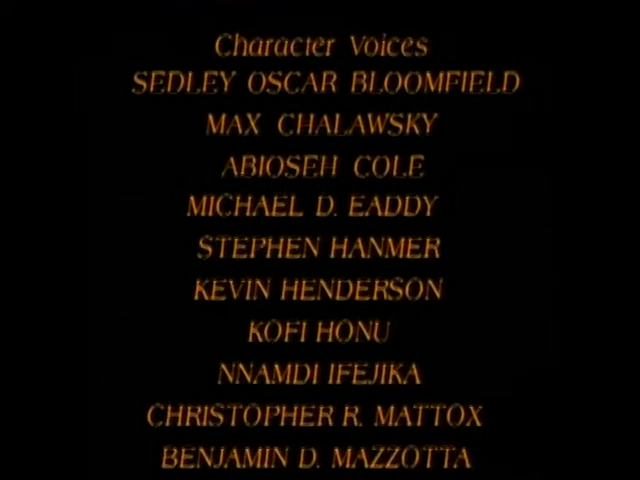 Character Voices
SEDLEY OSCAR BLOOMFIELD
MAX CHALAWSKY
ABIOSEH COLE
MICHAEL D. EADDY
STEPHEN HANMER
KEVIN HENDERSON
KOFI HONU
NNAMDI IFEJIKA
CHRISTOPHER R. MATTOX
BENJAMIN D. MAZZOTTA